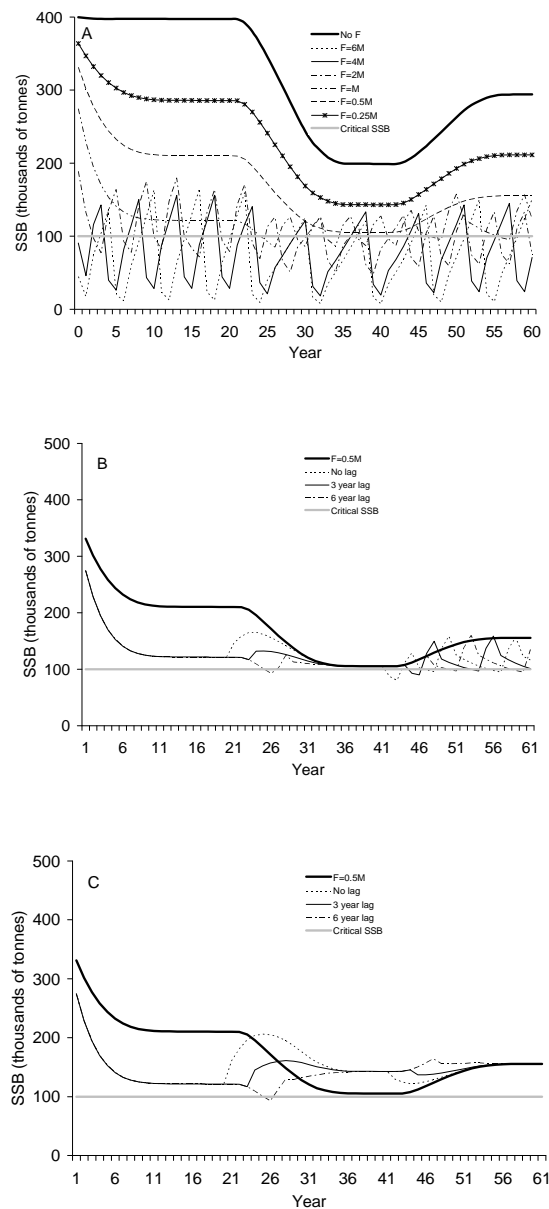 A
No F
F=6M
F=4M
F=2M
F=M
F=0.5M
F=0.25M
Critical SSB
SSB (thousands of tonnes)
400
300
200
100
0
0 5 10 15 20 25 30 35 40 45 50 55 60
Year
B
F=0.5M
No lag
3 year lag
6 year lag
Critical SSB
SSB (thousands of tonnes)
500
400
300
200
100
0
1 6 11 16 21 26 31 36 41 46 51 56 61
Year
C
F=0.5M
No lag
3 year lag
6 year lag
Critical SSB
SSB (thousands of tonnes)
500
400
300
200
100
0
1 6 11 16 21 26 31 36 41 46 51 56 61
Year